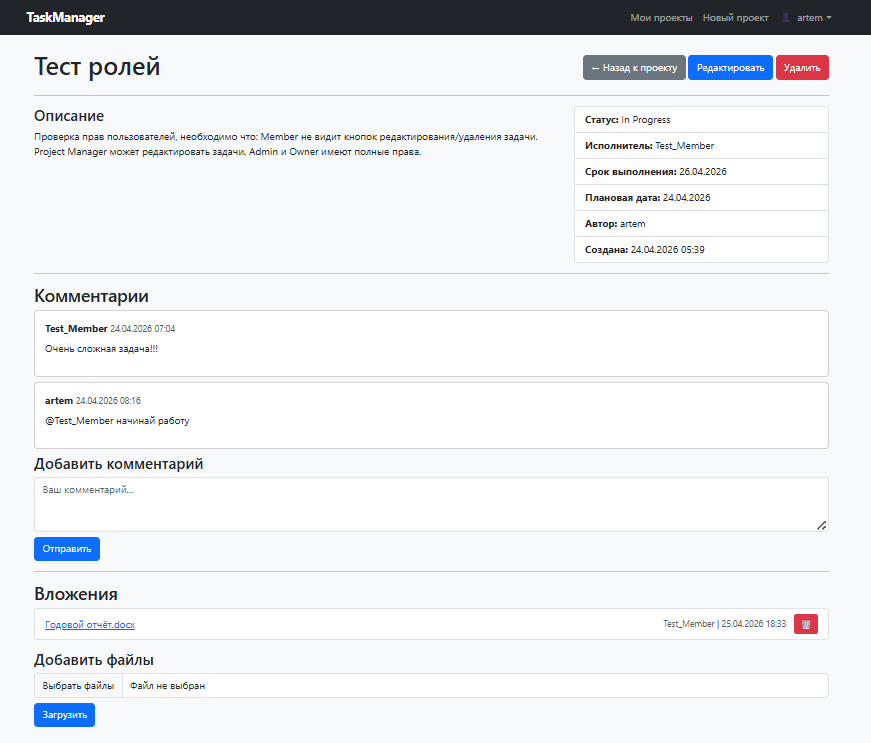 TaskManager
Мои проекты Новый проект artem
Тест ролей
← Назад к проекту Редактировать Удалить
Описание
Проверка прав пользователей, необходимо что: Member не видит кнопок редактирования/удаления задачи.
Project Manager может редактировать задачи. Admin и Owner имеют полные права.
Статус: In Progress
Исполнитель: Test_Member
Срок выполнения: 26.04.2026
Плановая дата: 24.04.2026
Автор: artem
Создана: 24.04.2026 05:39
Комментарии
Test_Member 24.04.2026 07:04
Очень сложная задача!!!
artem 24.04.2026 08:16
@Test_Member начинай работу
Добавить комментарий
Ваш комментарий...
Отправить
Вложения
Годовой отчёт.docx Test_Member | 25.04.2026 18:33
Добавить файлы
Выбрать файлы Файл не выбран
Загрузить